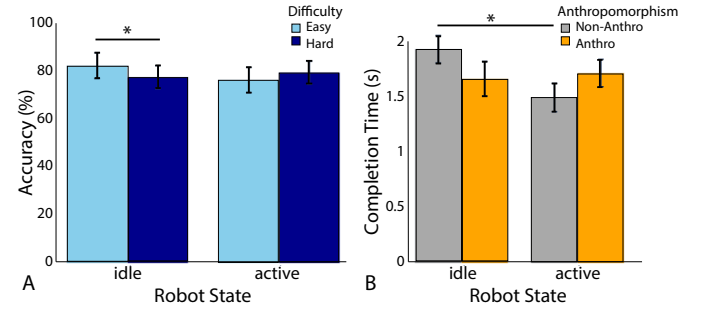 Difficulty
Easy
Hard
*
100
80
60
40
20
0
Accuracy (%)
idle
active
A
Robot State
Anthropomorphism
Non-Anthro
Anthro
*
2
1.5
1
0.5
0
Completion Time (s)
idle
active
B
Robot State